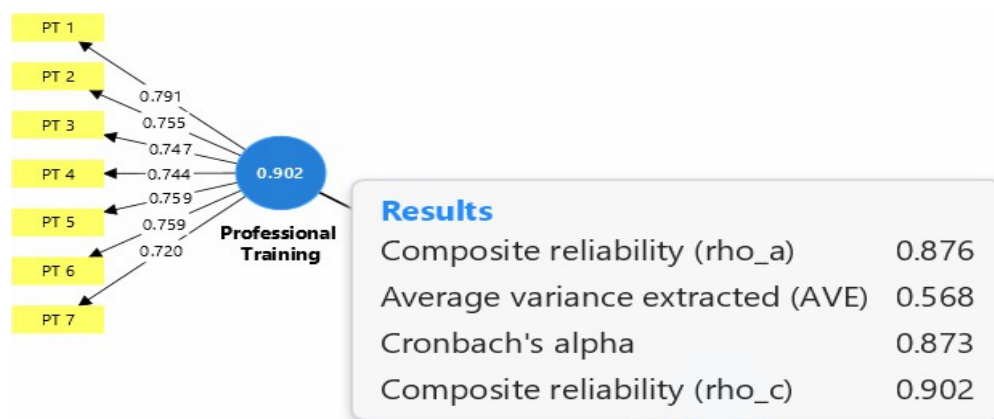 PT 1
PT 2
PT 3
PT 4
PT 5
PT 6
PT 7
0.791
0.755
0.747
0.744
0.759
0.759
0.720
0.902
Professional
Training
Results
Composite reliability (rho_a) 0.876
Average variance extracted (AVE) 0.568
Cronbach's alpha 0.873
Composite reliability (rho_c) 0.902